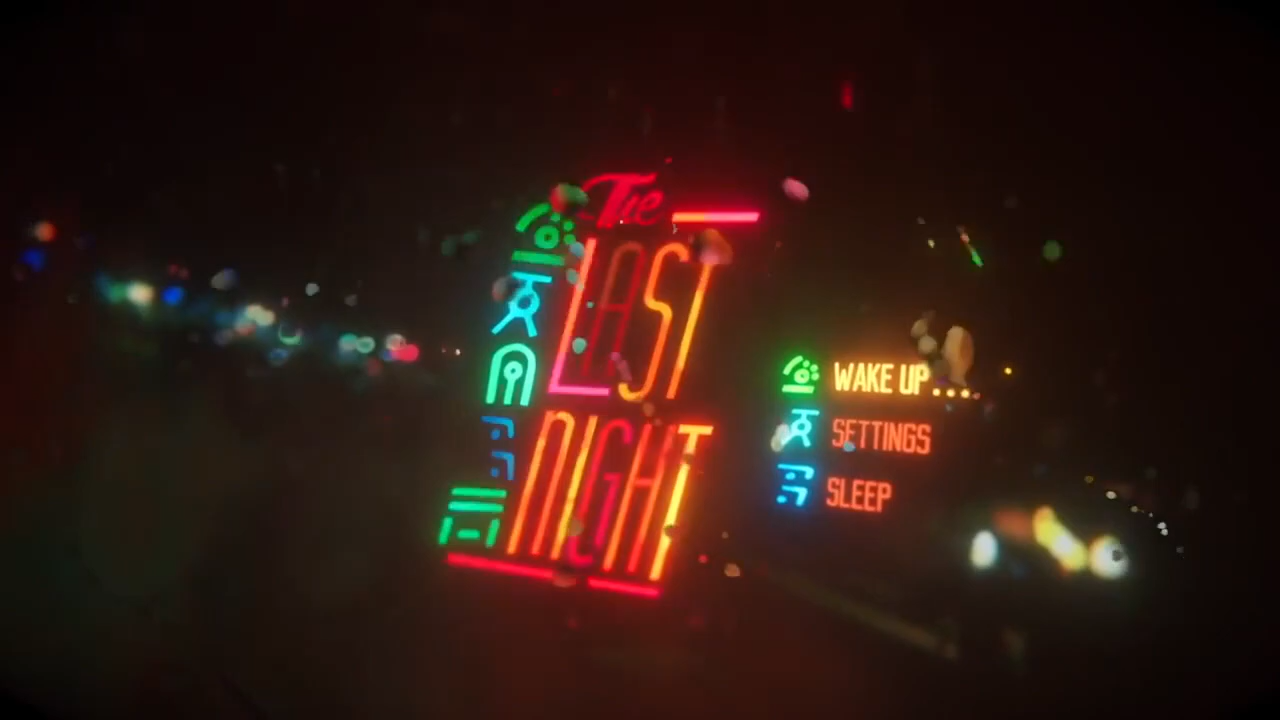 The
LAST
NIGHT
WAKE UP....
SETTINGS
SLEEP